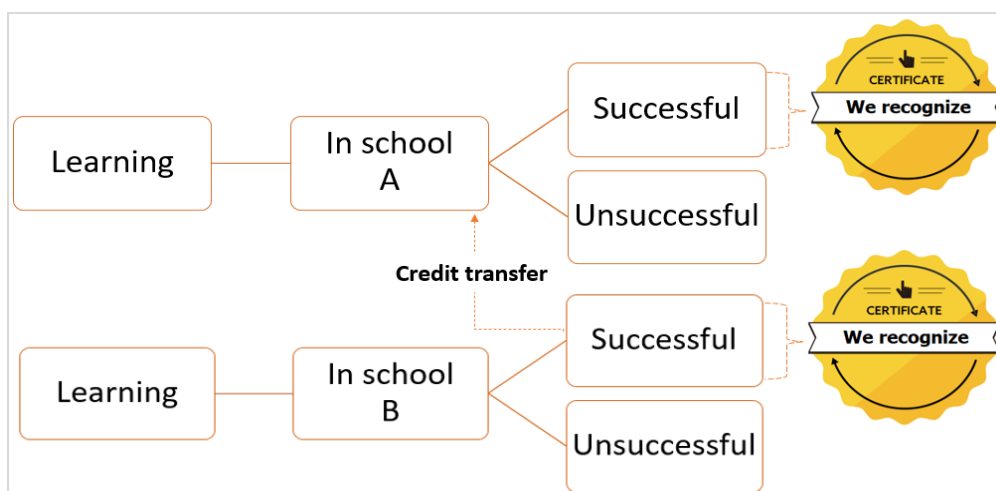 Successful
CERTIFICATE
We recognize
Learning
In school
A
Unsuccessful
Credit transfer
Successful
CERTIFICATE
We recognize
Learning
In school
B
Unsuccessful